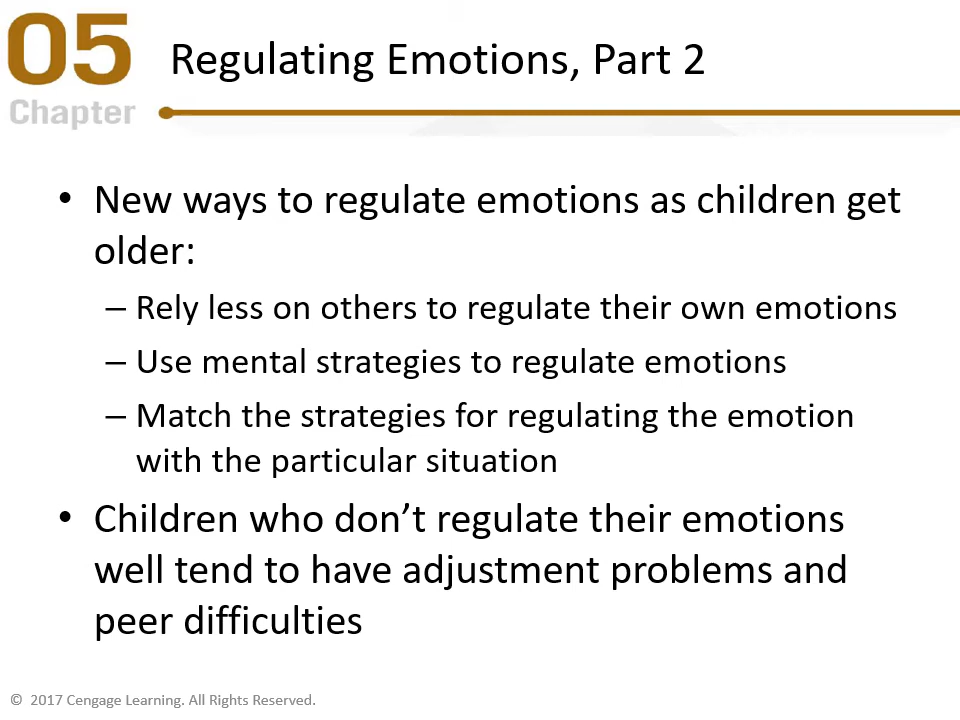 05
Chapter
Regulating Emotions, Part 2
• New ways to regulate emotions as children get
older:
– Rely less on others to regulate their own emotions
– Use mental strategies to regulate emotions
– Match the strategies for regulating the emotion
with the particular situation
• Children who don’t regulate their emotions
well tend to have adjustment problems and
peer difficulties
© 2017 Cengage Learning. All Rights Reserved.